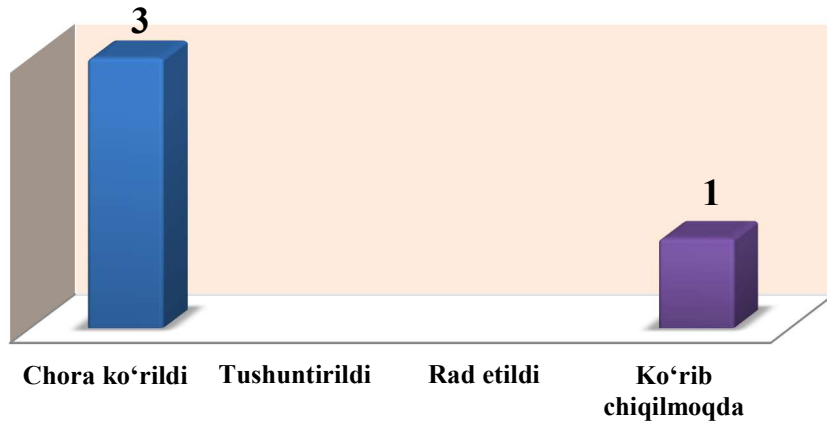 3
1
Chora ko‘rildi
Tushuntirildi
Rad etildi
Ko‘rib
chiqilmoqda